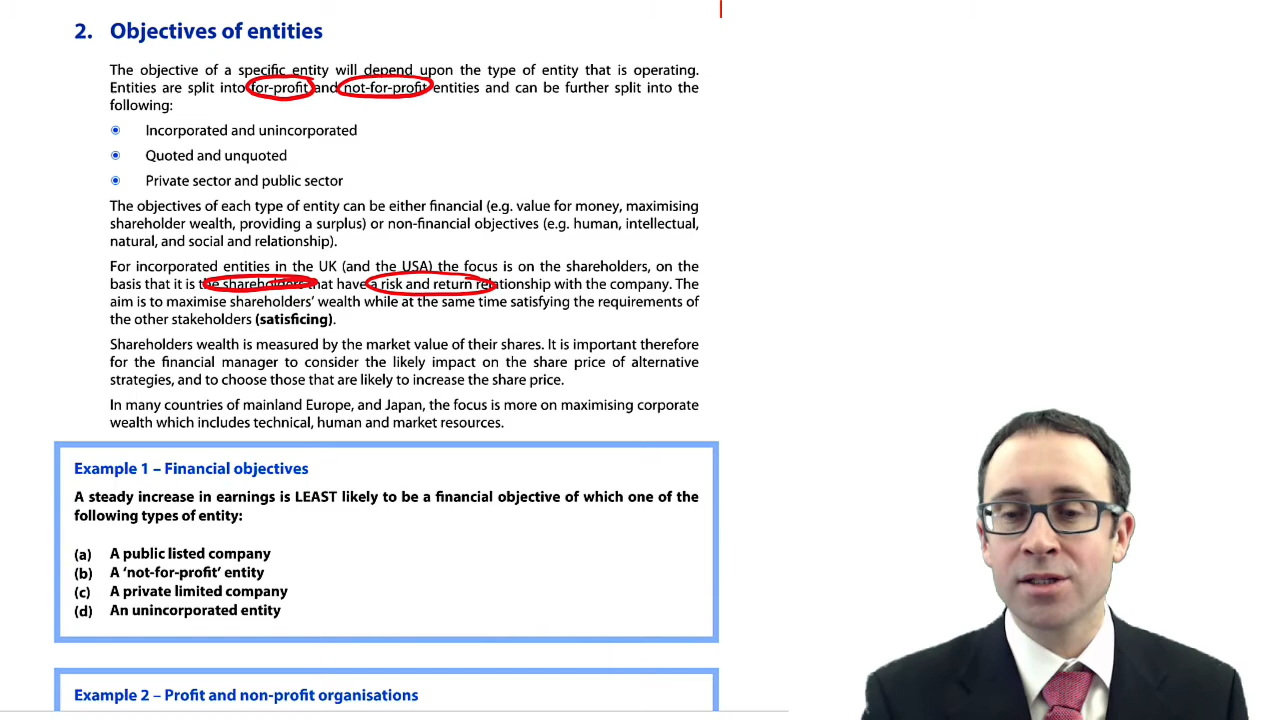 2. Objectives of entities
The objective of a specific entity will depend upon the type of entity that is operating.
Entities are split into for-profit and not-for-profit entities and can be further split into the
following:
Incorporated and unincorporated
Quoted and unquoted
Private sector and public sector
The objectives of each type of entity can be either financial (e.g. value for money, maximising
shareholder wealth, providing a surplus) or non-financial objectives (e.g. human, intellectual,
natural, and social and relationship).
For incorporated entities in the UK (and the USA) the focus is on the shareholders, on the
basis that it is the shareholders that have a risk and return relationship with the company. The
aim is to maximise shareholders’ wealth while at the same time satisfying the requirements of
the other stakeholders (satisficing).
Shareholders wealth is measured by the market value of their shares. It is important therefore
for the financial manager to consider the likely impact on the share price of alternative
strategies, and to choose those that are likely to increase the share price.
In many countries of mainland Europe, and Japan, the focus is more on maximising corporate
wealth which includes technical, human and market resources.
Example 1 – Financial objectives
A steady increase in earnings is LEAST likely to be a financial objective of which one of the
following types of entity:
(a) A public listed company
(b) A ‘not-for-profit’ entity
(c) A private limited company
(d) An unincorporated entity
Example 2 – Profit and non-profit organisations